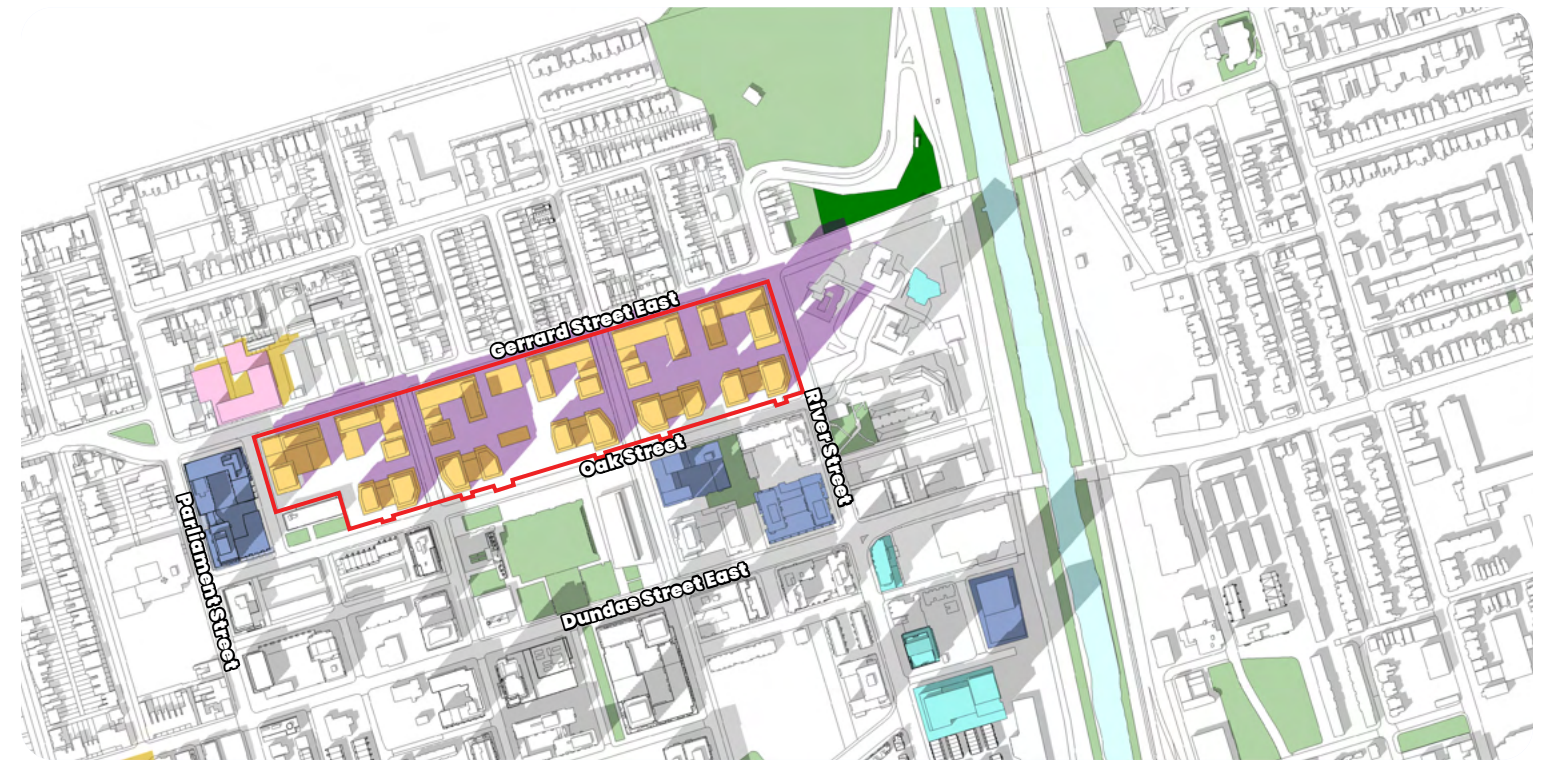 Gerrard Street East
River Street
Oak Street
Parliament Street
Dundas Street East